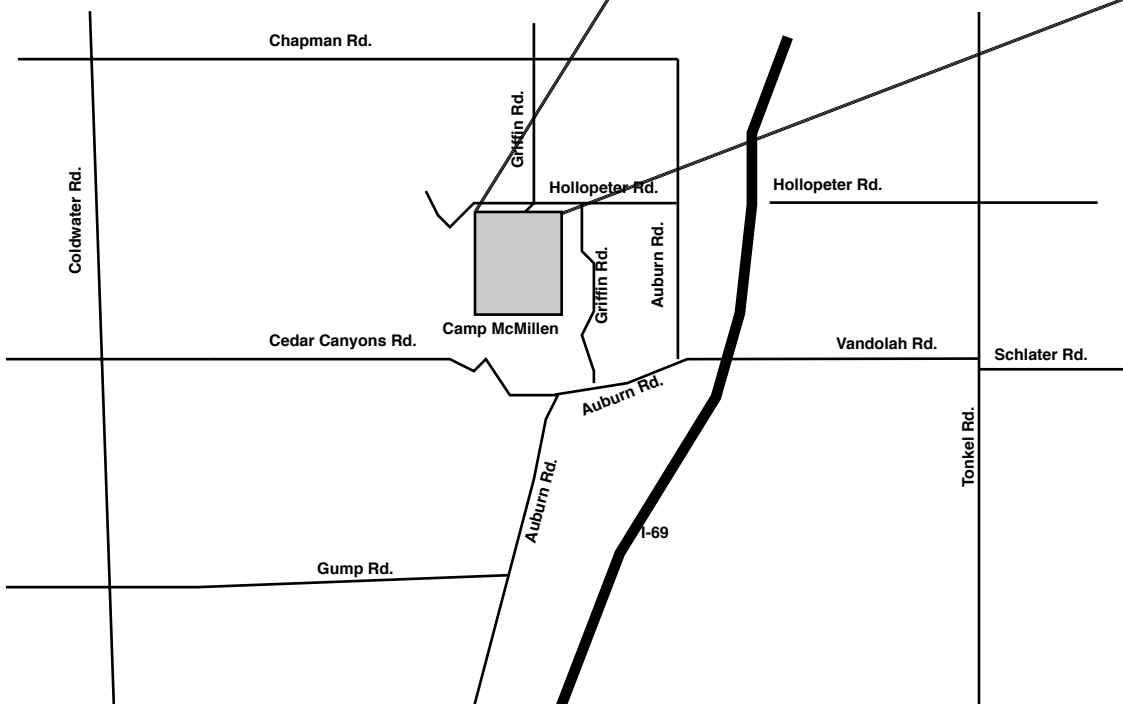 Chapman Rd.
Griffin Rd.
Coldwater Rd.
Hollopeter Rd.
Hollopeter Rd.
Auburn Rd.
Griffin Rd.
Camp McMillen
Cedar Canyons Rd.
Vandolah Rd.
Schlater Rd.
Auburn Rd.
Tonkel Rd.
Auburn Rd.
I-69
Gump Rd.